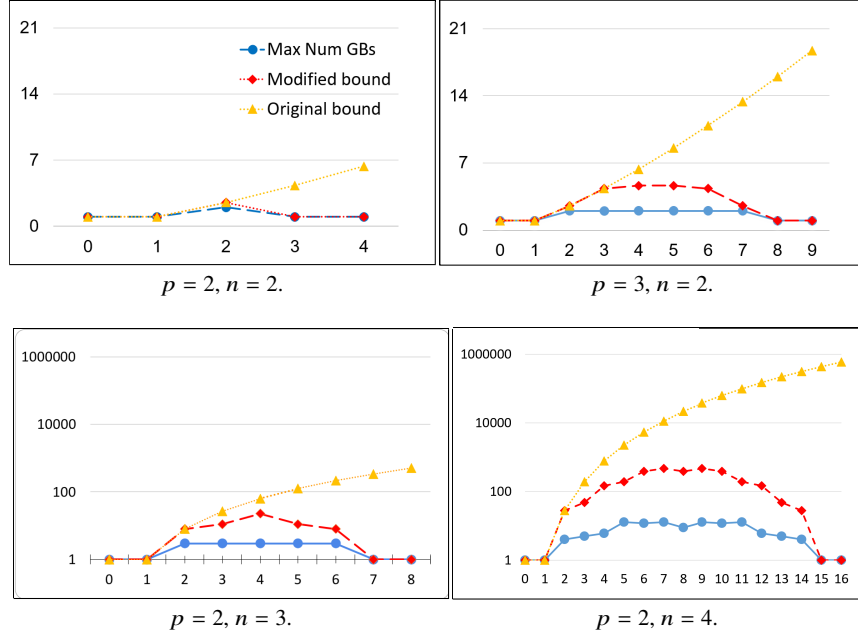 21
14
7
0
0 1 2 3 4
Max Num GBs
Modified bound
Original bound
p = 2, n = 2.
21
14
7
0
0 1 2 3 4 5 6 7 8 9
p = 3, n = 2.
1000000
10000
100
1
0 1 2 3 4 5 6 7 8
p = 2, n = 3.
1000000
10000
100
1
0 1 2 3 4 5 6 7 8 9 10 11 12 13 14 15 16
p = 2, n = 4.